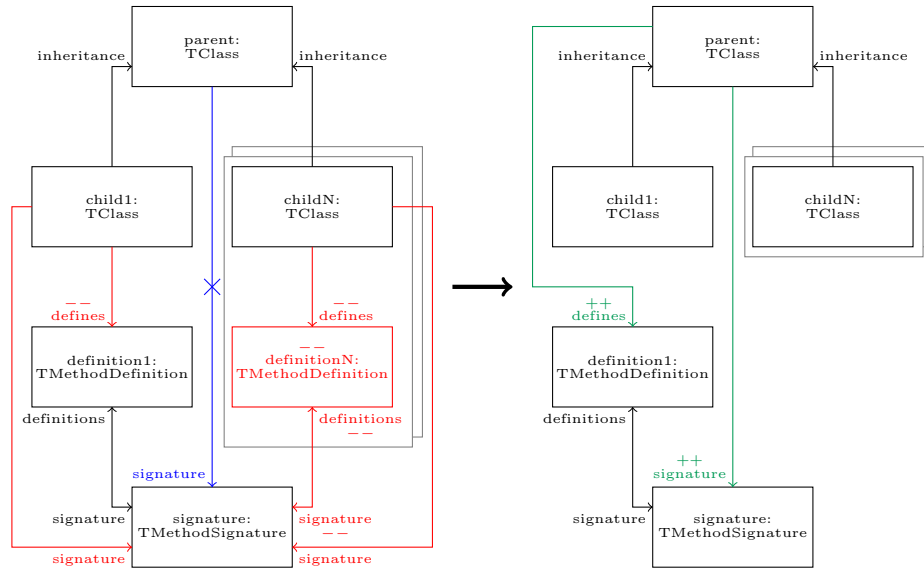 parent:
TClass
inheritance
inheritance
child1:
TClass
childN:
TClass
−−
defines
−−
defines
definition1:
TMethodDefinition
−−
definitionN:
TMethodDefinition
definitions
definitions
−−
signature
signature
signature
signature:
TMethodSignature
−−
signature
signature
parent:
TClass
inheritance
inheritance
child1:
TClass
childN:
TClass
++
defines
definition1:
TMethodDefinition
definitions
++
signature
signature
signature:
TMethodSignature